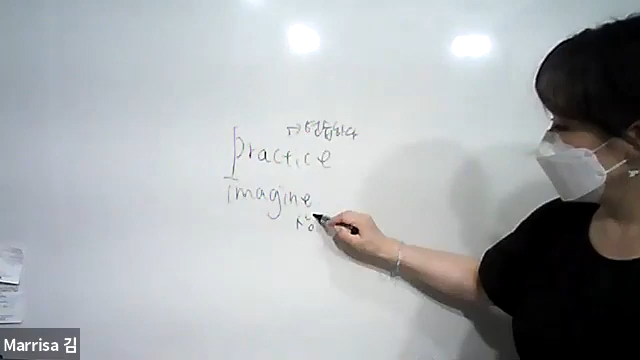 → 연습하다
practice
imagine
Marrisa 김